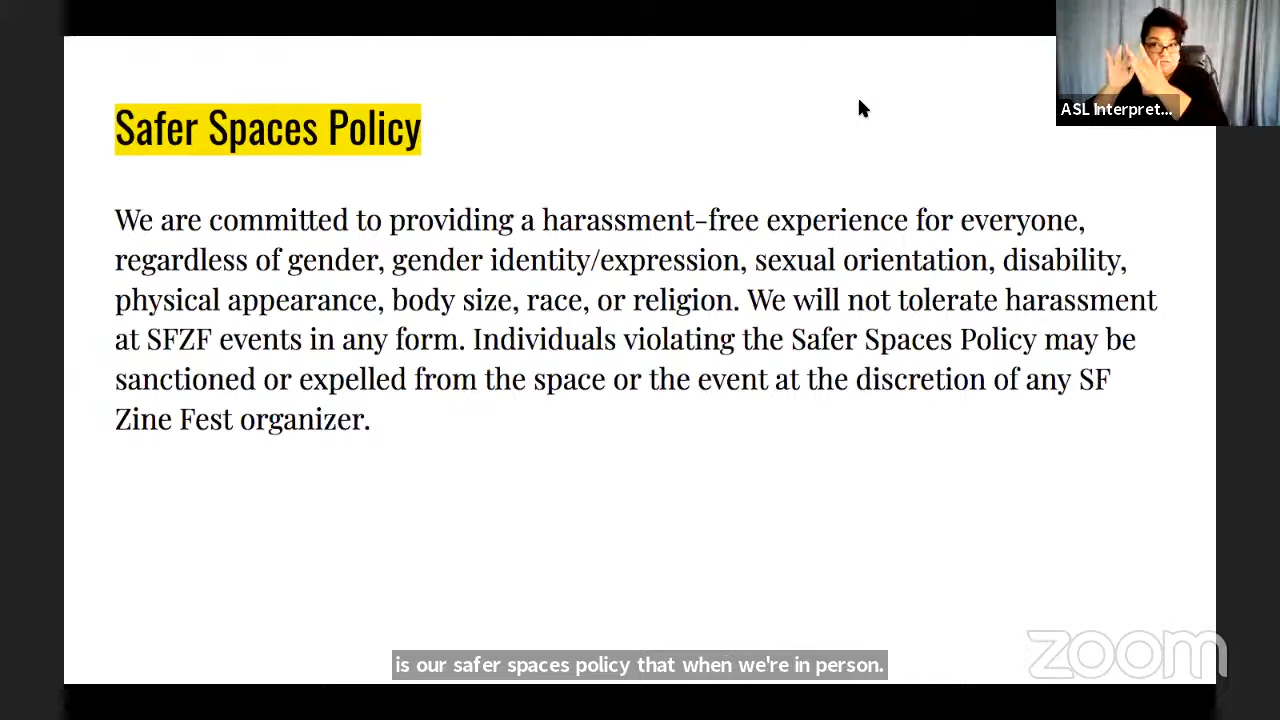 ASL Interpret...
Safer Spaces Policy
We are committed to providing a harassment-free experience for everyone,
regardless of gender, gender identity/expression, sexual orientation, disability,
physical appearance, body size, race, or religion. We will not tolerate harassment
at SFZF events in any form. Individuals violating the Safer Spaces Policy may be
sanctioned or expelled from the space or the event at the discretion of any SF
Zine Fest organizer.
is our safer spaces policy that when we're in person.
zoom